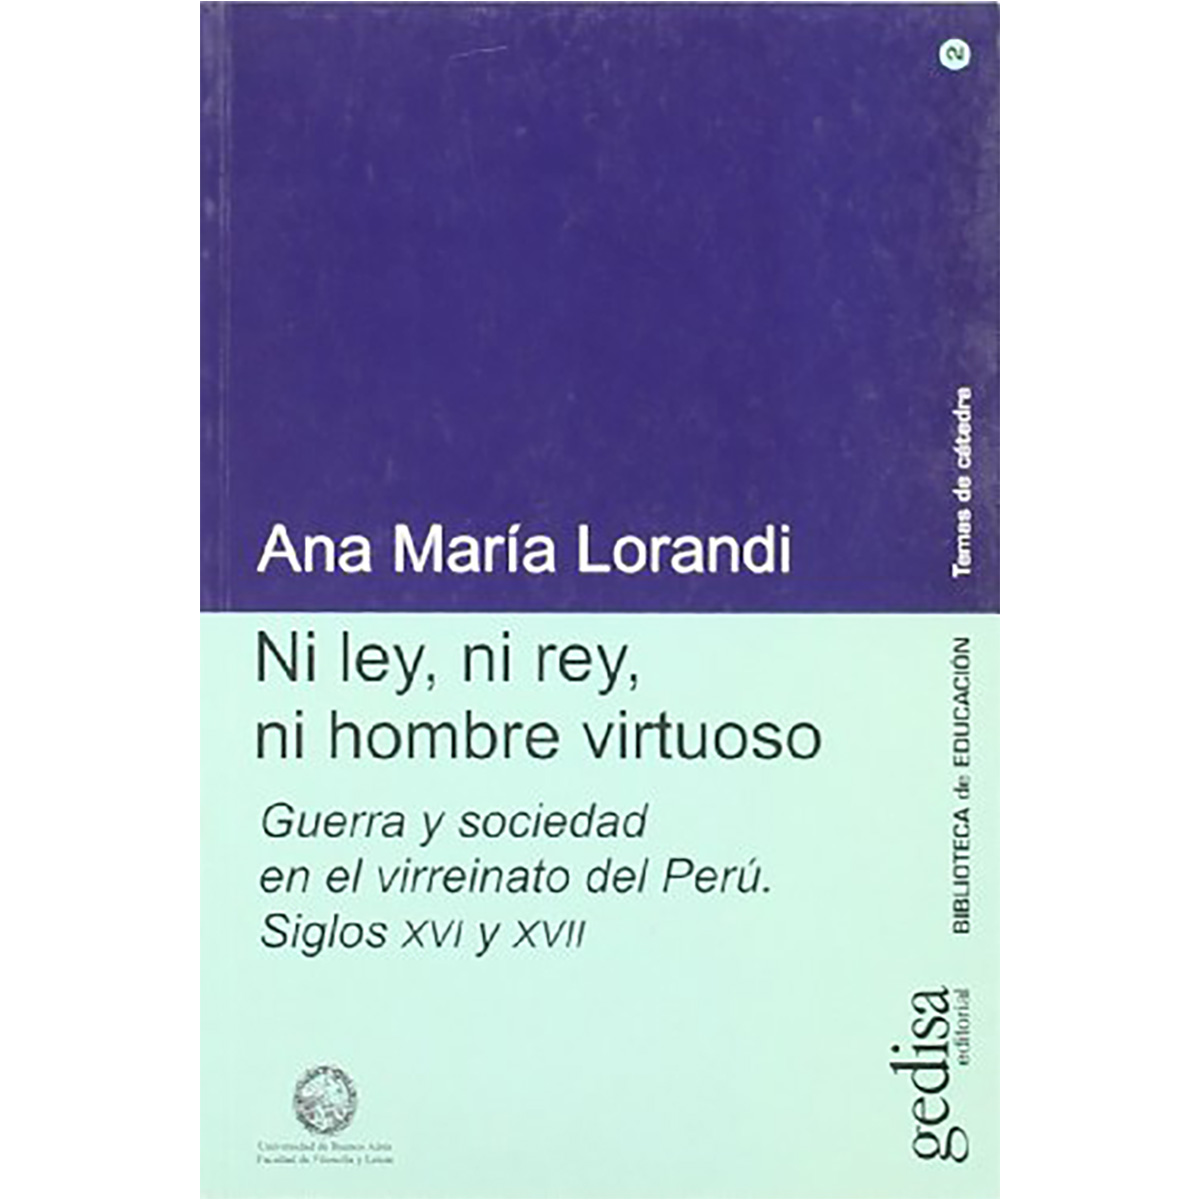 2
Temas de cátedra
Ana María Lorandi
Ni ley, ni rey,
ni hombre virtuoso
Guerra y sociedad
en el virreinato del Perú.
Siglos XVI y XVII
BIBLIOTECA de EDUCACIÓN
gedisa
editorial
Universidad de Buenos Aires
Facultad de Filosofía y Letras